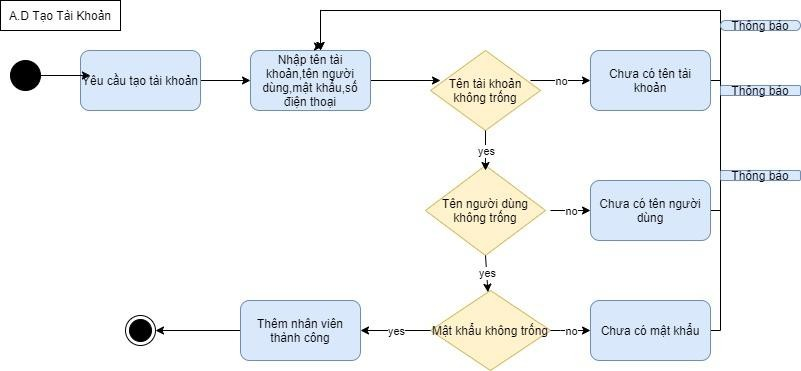 A.D Tạo Tài Khoản
Thông báo
Yêu cầu tạo tài khoản
Nhập tên tài
khoản,tên người
dùng,mật khẩu,số
điện thoại
Tên tài khoản
không trống
no
Chưa có tên tài
khoản
Thông báo
yes
Thông báo
Tên người dùng
không trống
no
Chưa có tên người
dùng
yes
Thêm nhân viên
thành công
yes
Mật khẩu không trống
no
Chưa có mật khẩu